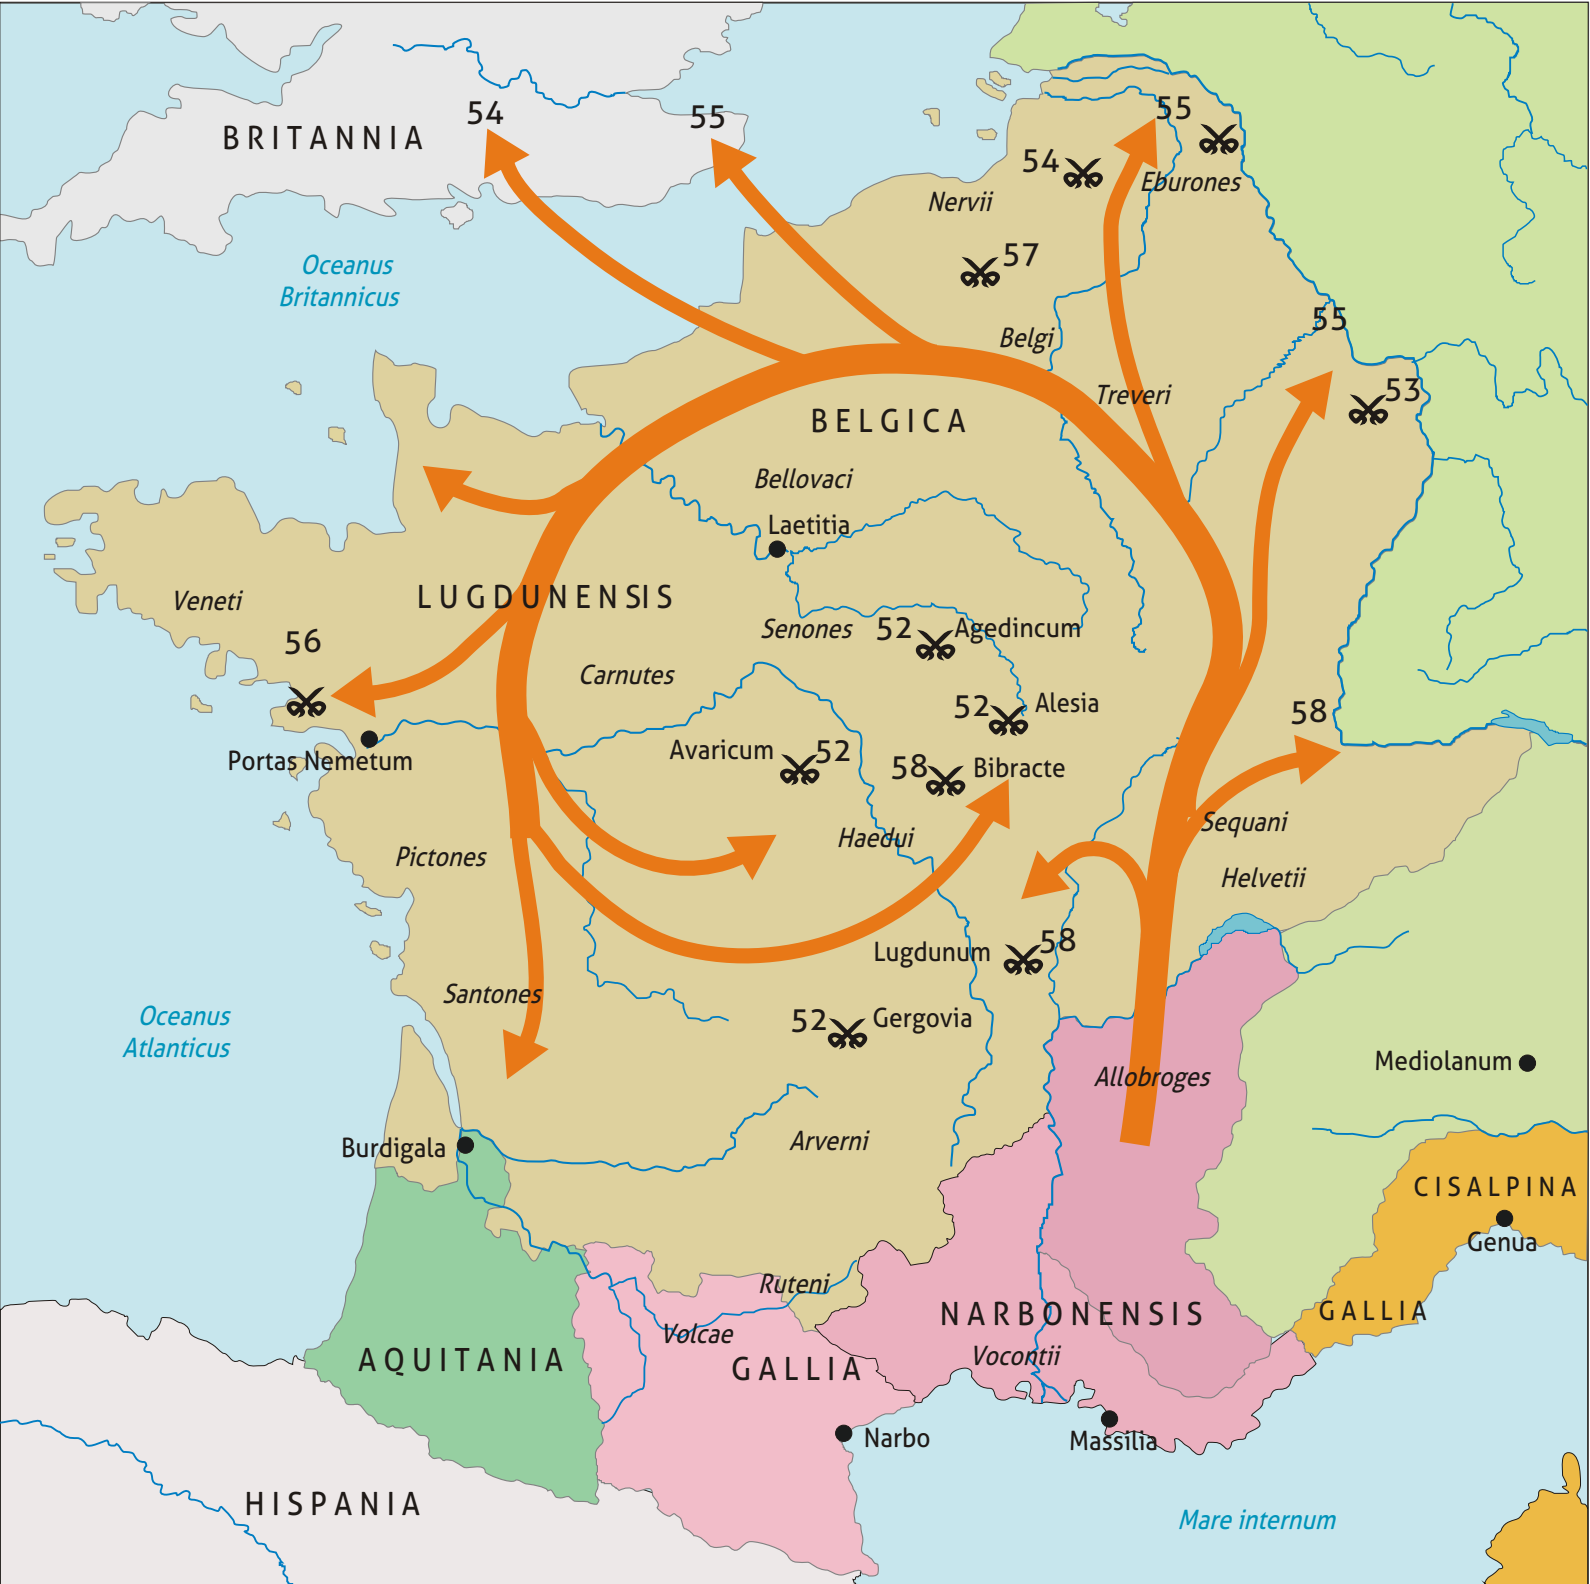 54
55
55
BRITANNIA
54
Eburones
Nervii
57
Oceanus
Britannicus
55
Belgi
53
Treveri
BELGICA
Bellovaci
Laetitia
LUGDUNENSIS
Veneti
Senones
52
Agedincum
56
Carnutes
52
Alesia
58
Portas Nemetum
Avaricum
52
58
Bibracte
Haedui
Sequani
Pictones
Helvetii
Lugdunum
58
Santones
52
Gergovia
Oceanus
Atlanticus
Allobroges
Mediolanum
Burdigala
Arverni
CISALPINA
Genua
Ruteni
NARBONENSIS
GALLIA
Volcae
AQUITANIA
GALLIA
Vocontii
Narbo
Massilia
HISPANIA
Mare internum